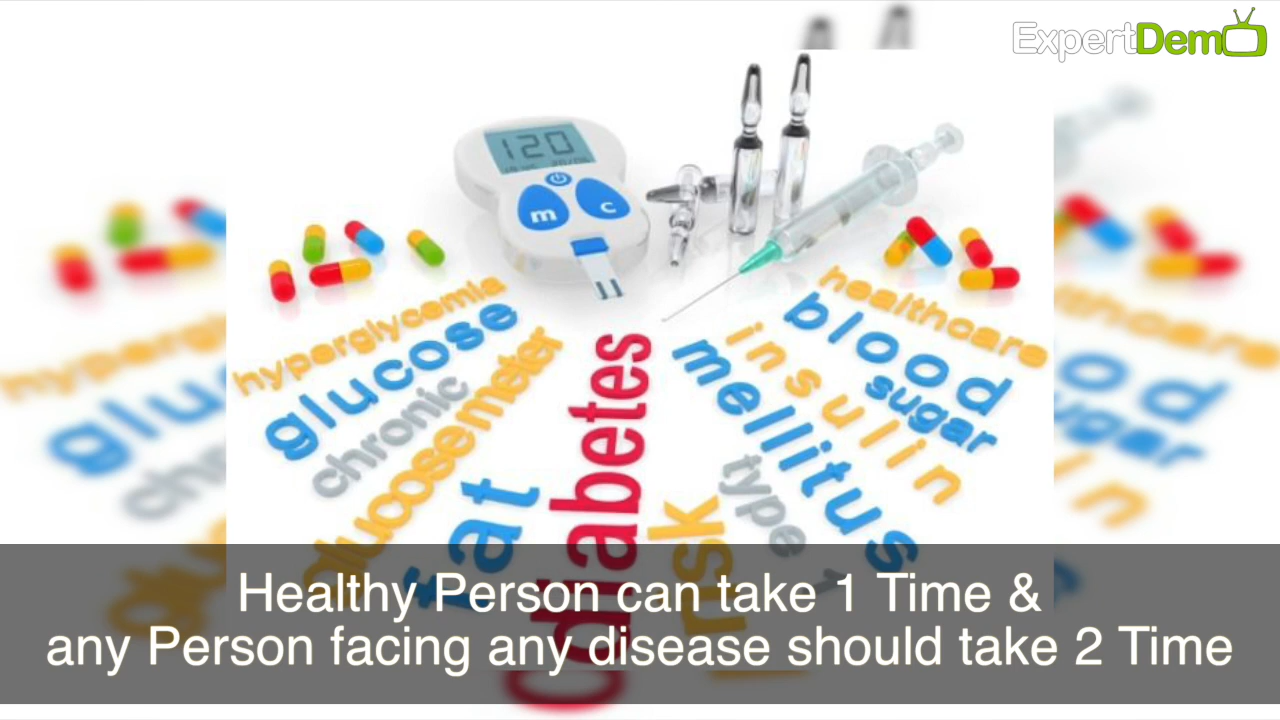 ExpertDemo
120
m c
hyperglycemia
glucose
chronic
glucosemeter
fat
diabetes
risk
type 1
mellitus
insulin
blood
sugar
healthcare
Healthy Person can take 1 Time &
any Person facing any disease should take 2 Time